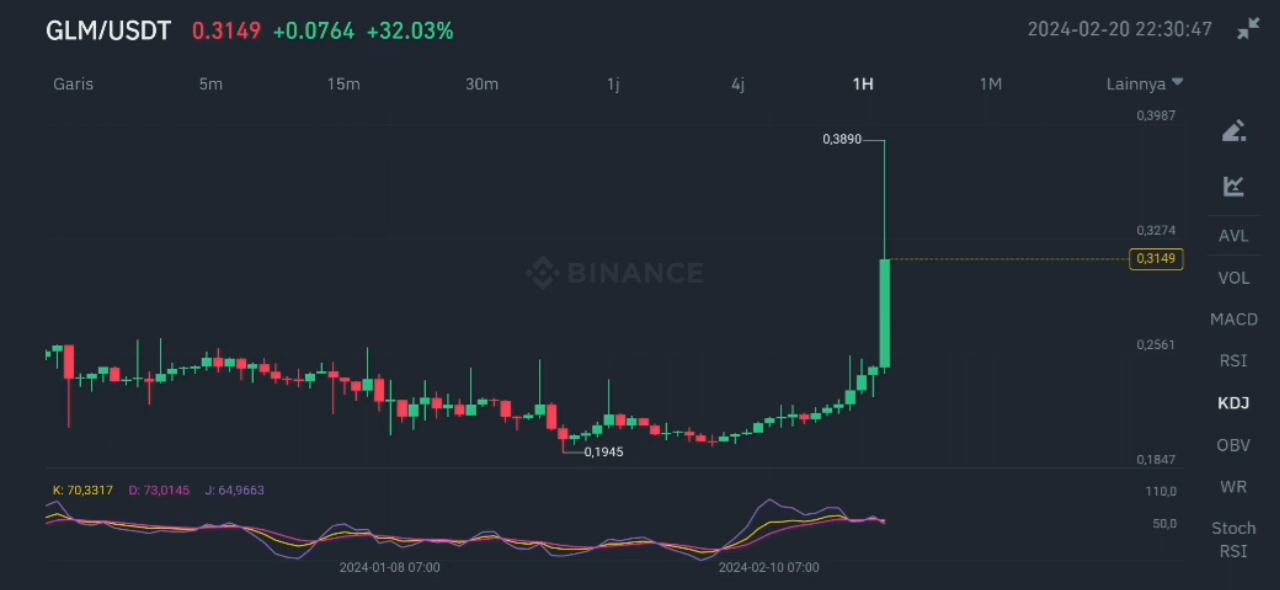 GLM/USDT 0.3149 +0.0764 +32.03% 2024-02-20 22:30:47
Garis 5m 15m 30m 1j 4j 1H 1M Lainnya
0,3987
0,3890
0,3274
AVL
0,3149
BINANCE
VOL
MACD
0,2561
RSI
KDJ
0,1945
OBV
0,1847
K: 70,3317 D: 73,0145 J: 64,9663
110,0
WR
50,0
Stoch
RSI
2024-01-08 07:00 2024-02-10 07:00